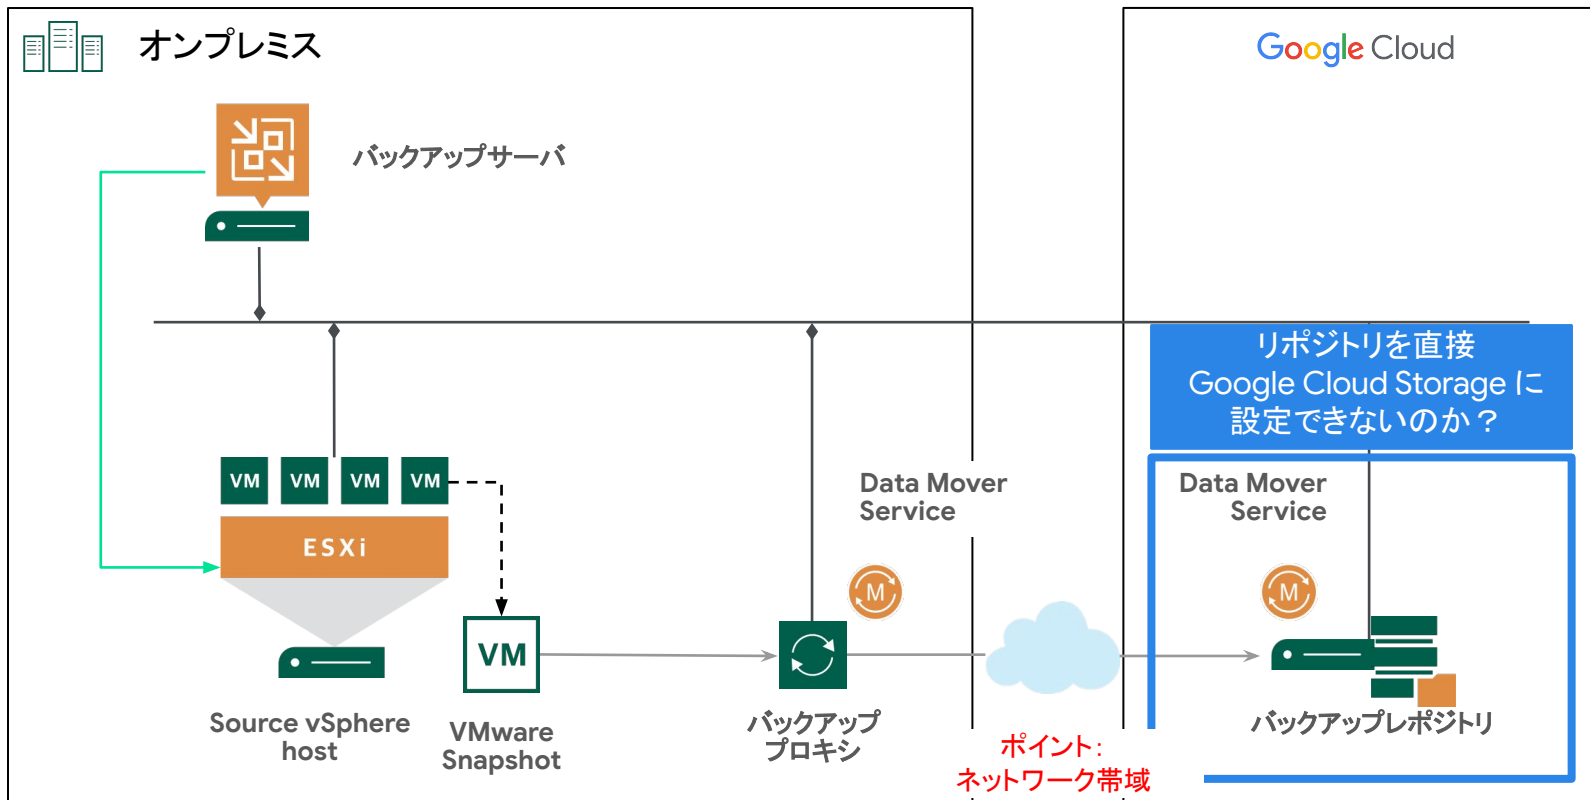 オンプレミス
Google Cloud
バックアップサーバ
リポジトリを直接
Google Cloud Storage に
設定できないのか？
VM VM VM VM
ESXi
Data Mover
Service
Data Mover
Service
M
M
VM
Source vSphere
host
VMware
Snapshot
バックアップ
プロキシ
バックアップレポジトリ
ポイント：
ネットワーク帯域